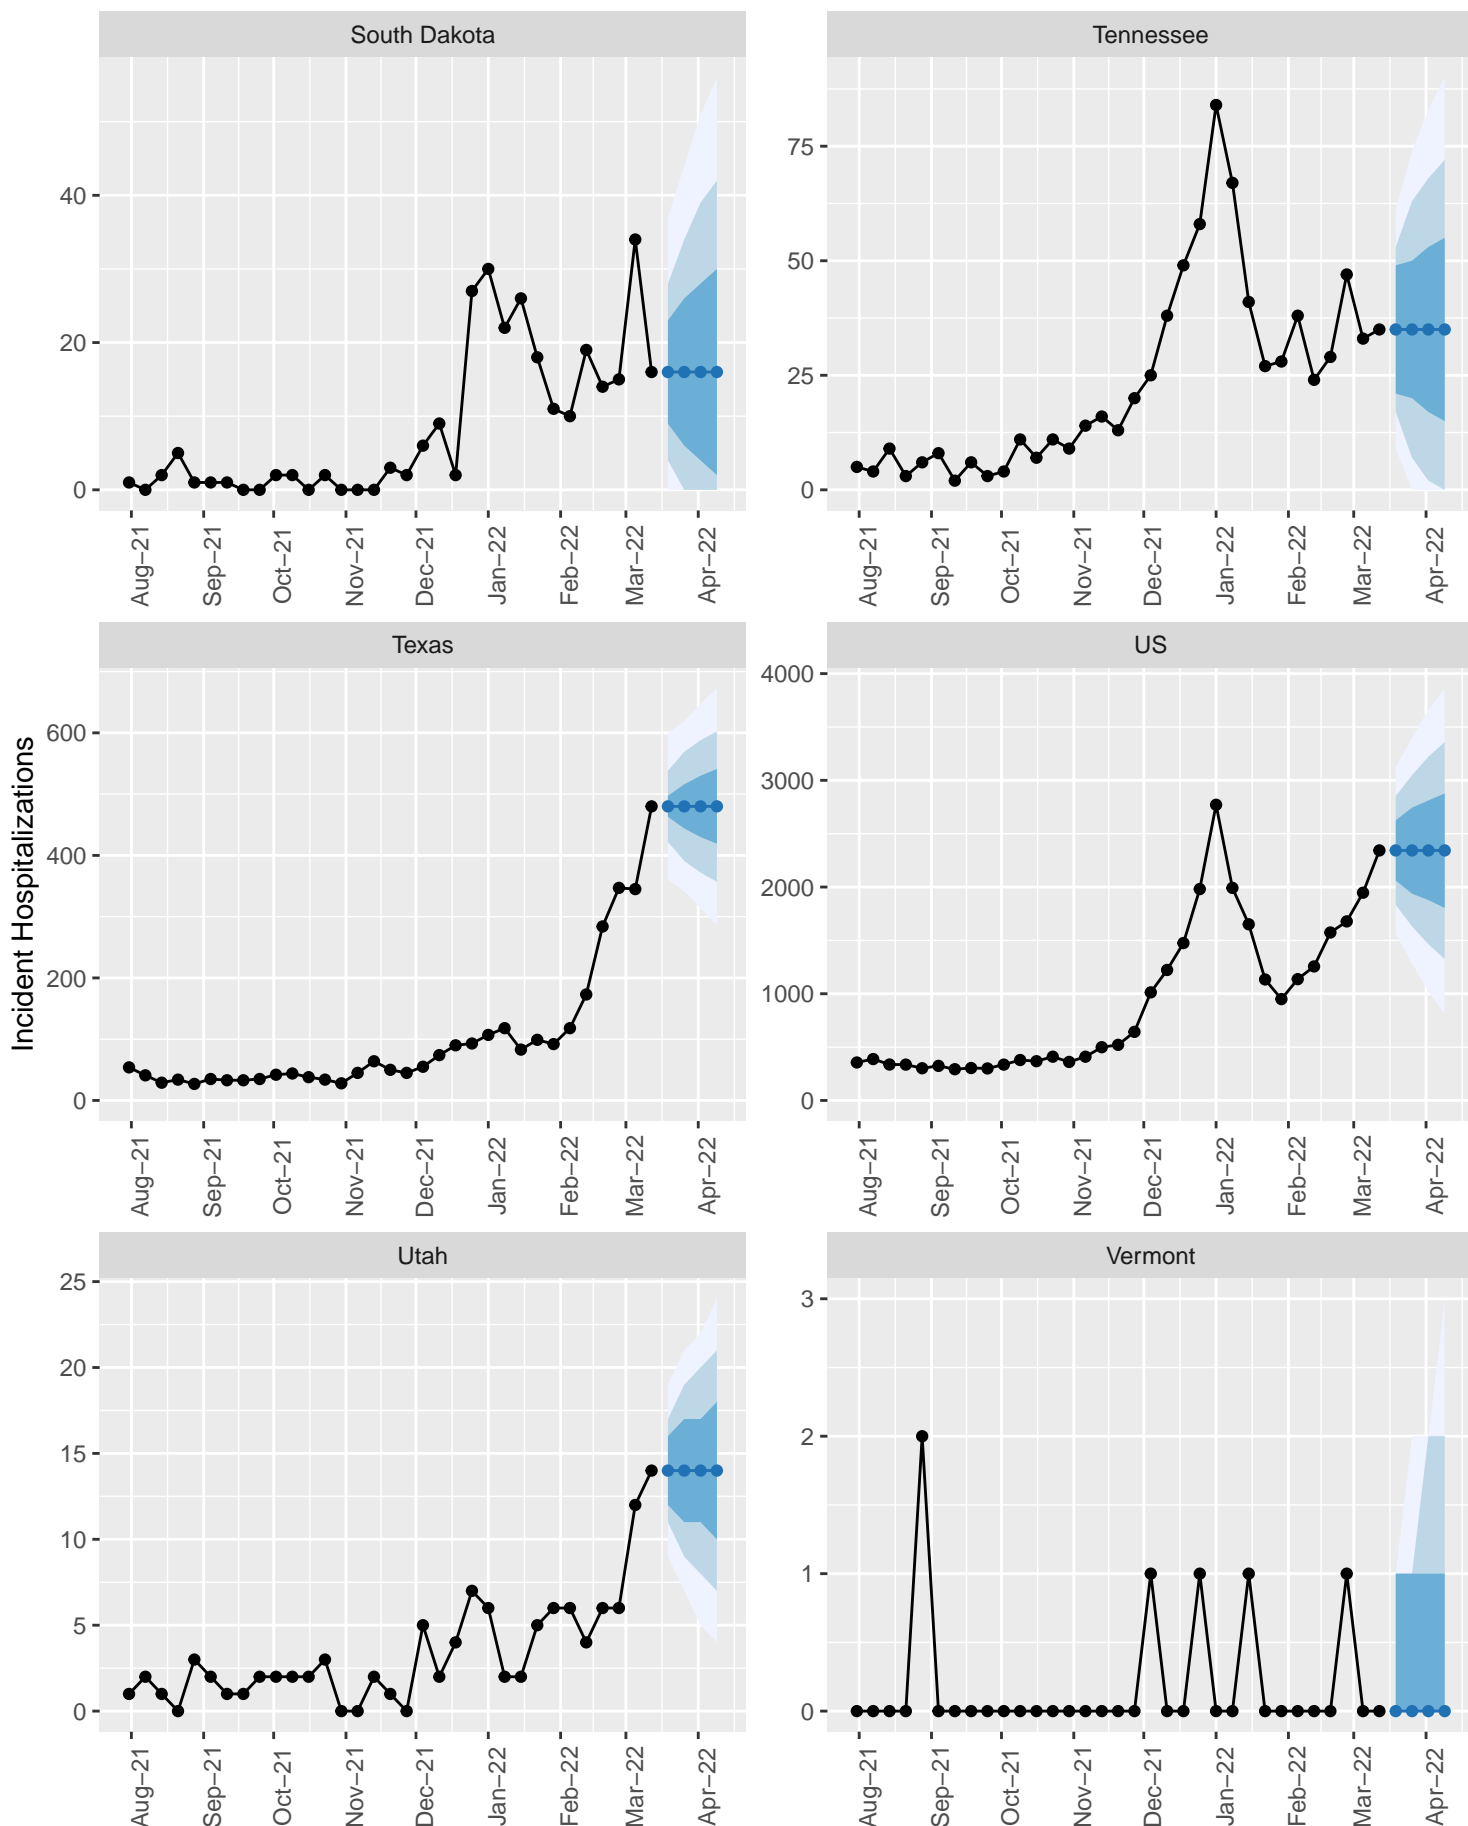 South Dakota
Tennessee
40
20
0
75
50
25
0
Aug−21
Sep−21
Oct−21
Nov−21
Dec−21
Jan−22
Feb−22
Mar−22
Apr−22
Aug−21
Sep−21
Oct−21
Nov−21
Dec−21
Jan−22
Feb−22
Mar−22
Apr−22
Incident Hospitalizations
Texas
US
600
400
200
0
4000
3000
2000
1000
0
Aug−21
Sep−21
Oct−21
Nov−21
Dec−21
Jan−22
Feb−22
Mar−22
Apr−22
Aug−21
Sep−21
Oct−21
Nov−21
Dec−21
Jan−22
Feb−22
Mar−22
Apr−22
Utah
Vermont
25
20
15
10
5
0
3
2
1
0
Aug−21
Sep−21
Oct−21
Nov−21
Dec−21
Jan−22
Feb−22
Mar−22
Apr−22
Aug−21
Sep−21
Oct−21
Nov−21
Dec−21
Jan−22
Feb−22
Mar−22
Apr−22